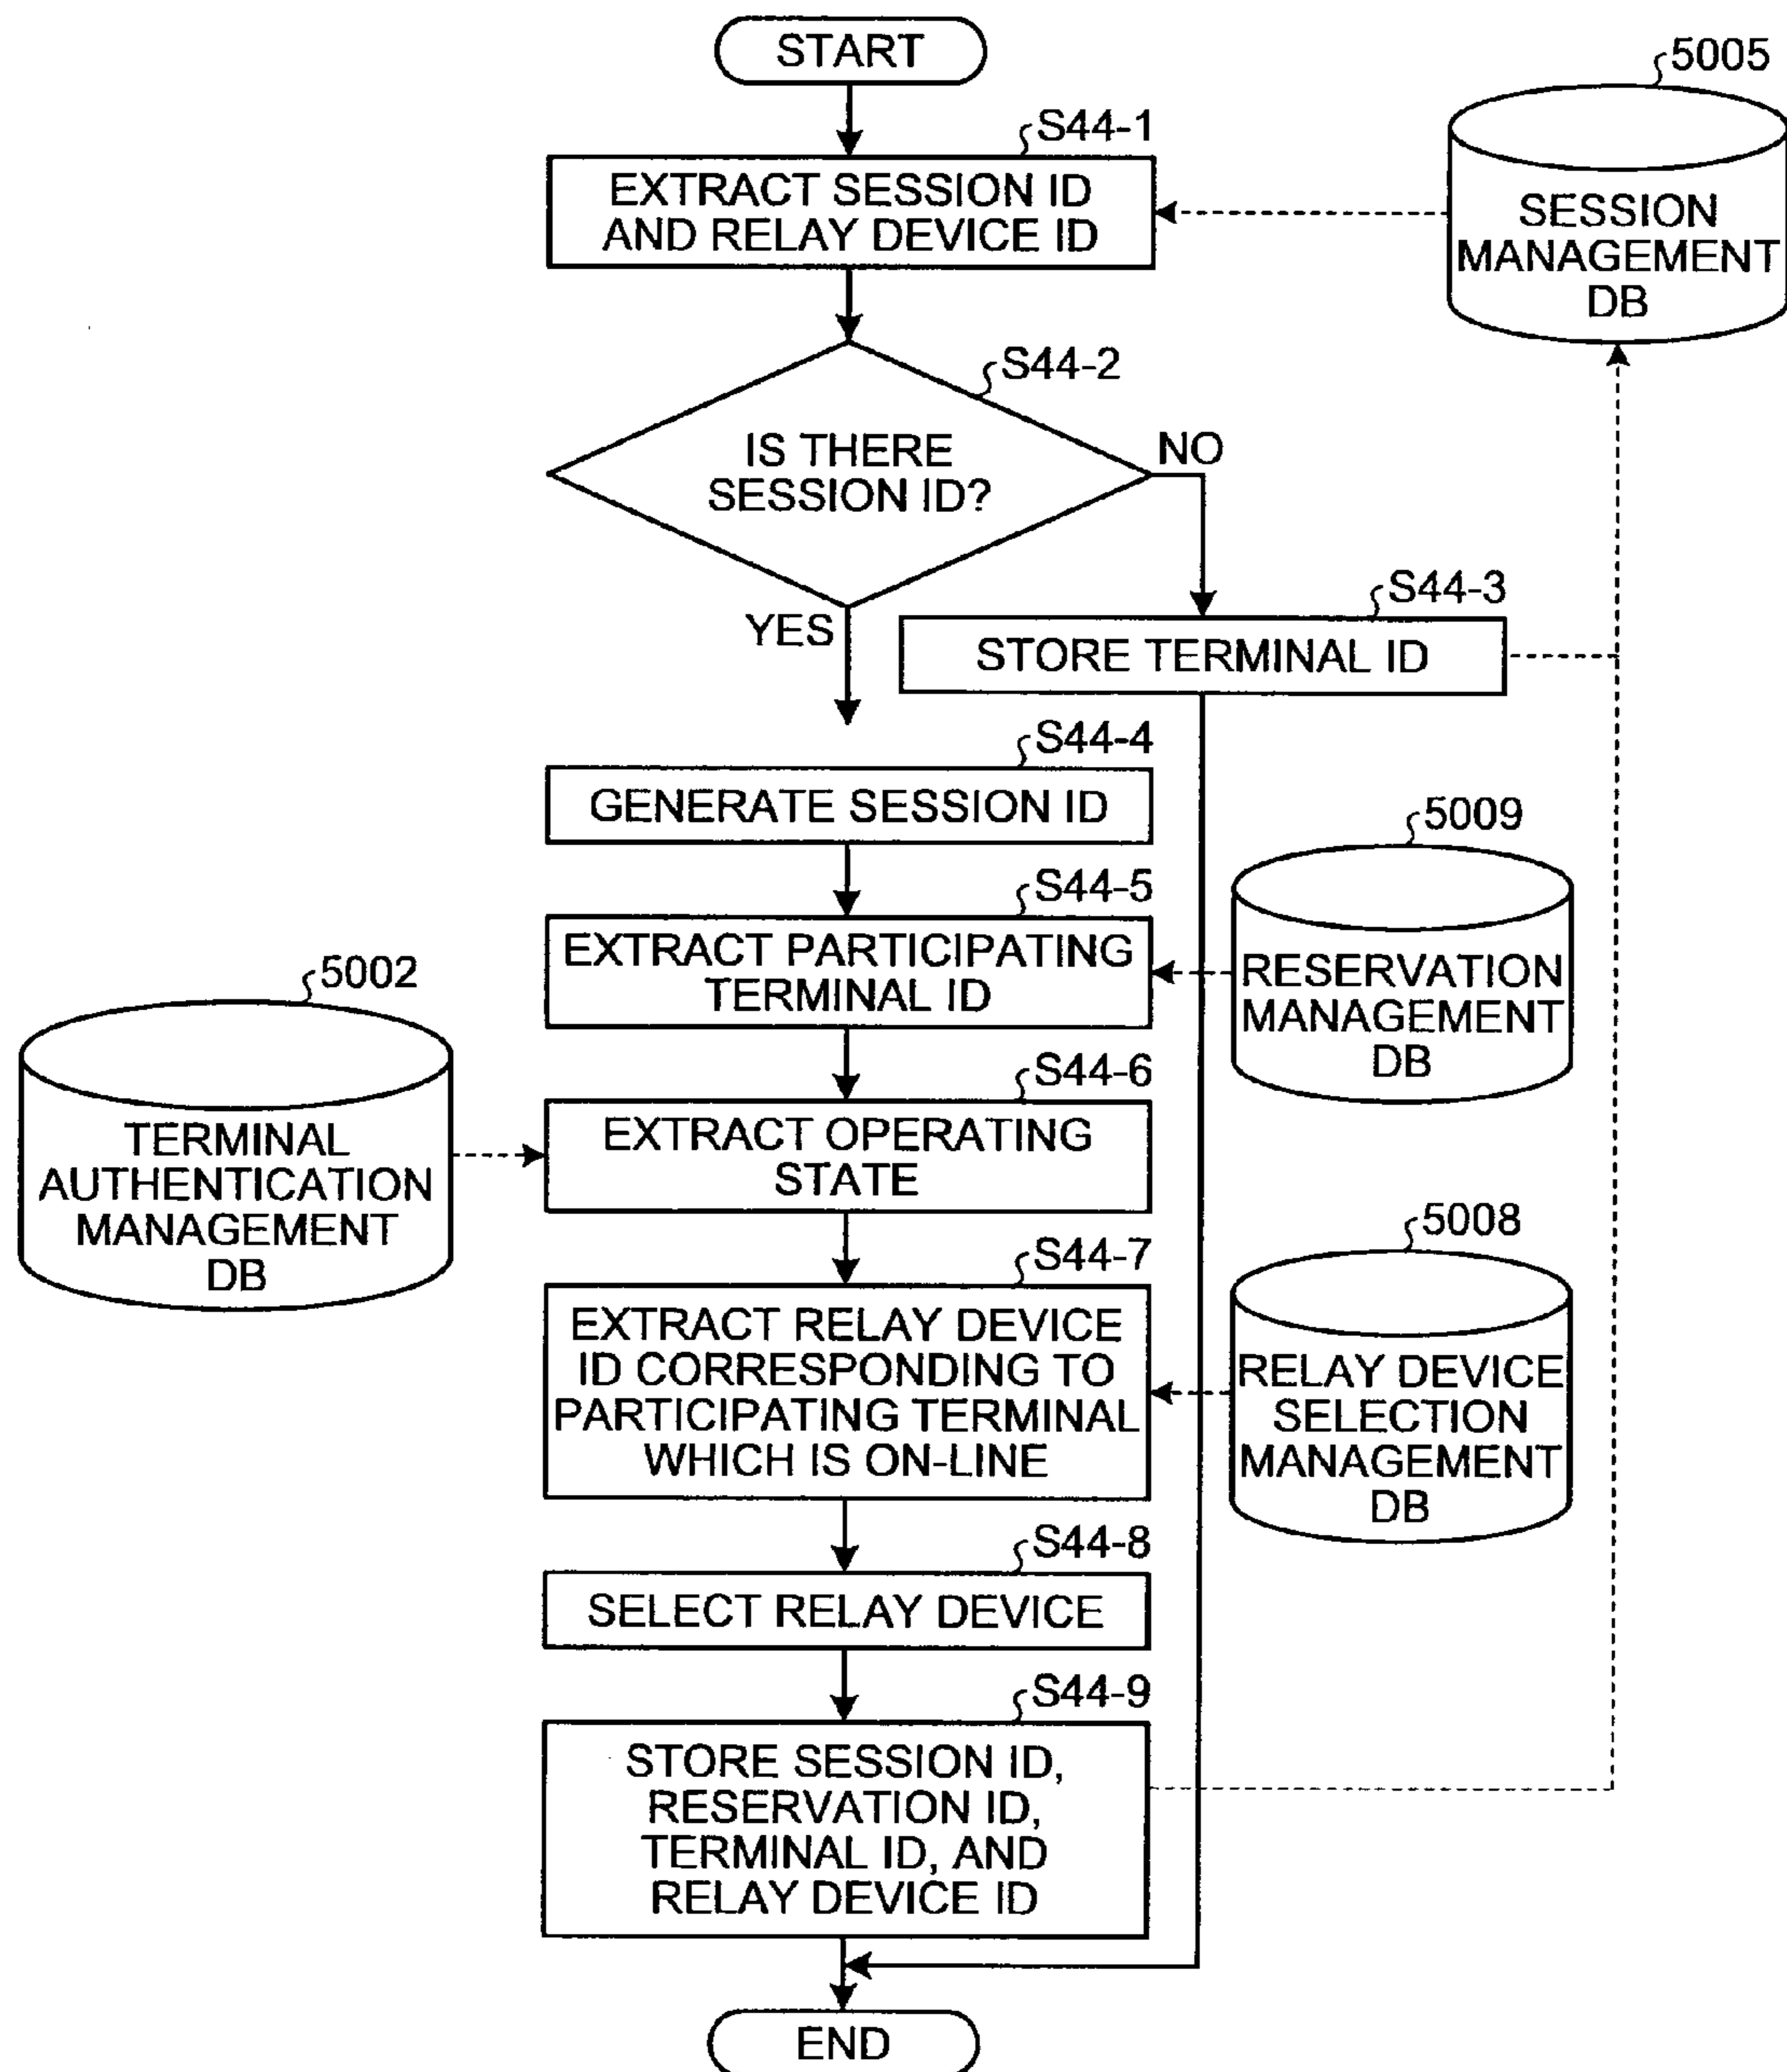 START
5005
S44-1
EXTRACT SESSION ID
AND RELAY DEVICE ID
SESSION
MANAGEMENT
DB
S44-2
IS THERE
SESSION ID?
NO
YES
S44-3
STORE TERMINAL ID
S44-4
GENERATE SESSION ID
5009
S44-5
EXTRACT PARTICIPATING
TERMINAL ID
RESERVATION
MANAGEMENT
DB
5002
TERMINAL
AUTHENTICATION
MANAGEMENT
DB
S44-6
EXTRACT OPERATING
STATE
5008
S44-7
EXTRACT RELAY DEVICE
ID CORRESPONDING TO
PARTICIPATING TERMINAL
WHICH IS ON-LINE
RELAY DEVICE
SELECTION
MANAGEMENT
DB
S44-8
SELECT RELAY DEVICE
S44-9
STORE SESSION ID,
RESERVATION ID,
TERMINAL ID, AND
RELAY DEVICE ID
END